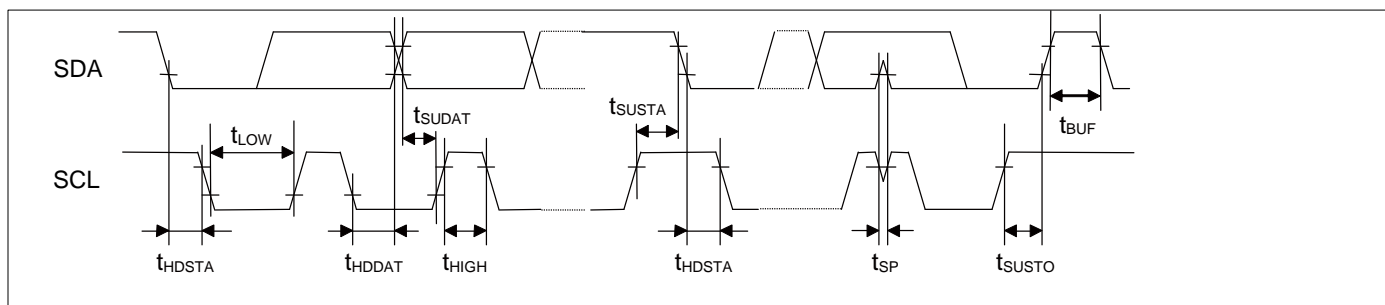 SDA
tSUDAT
tSUSTA
tBUF
tLOW
SCL
tHDSTA
tHDDAT
tHIGH
tHDSTA
tSP
tSUSTO